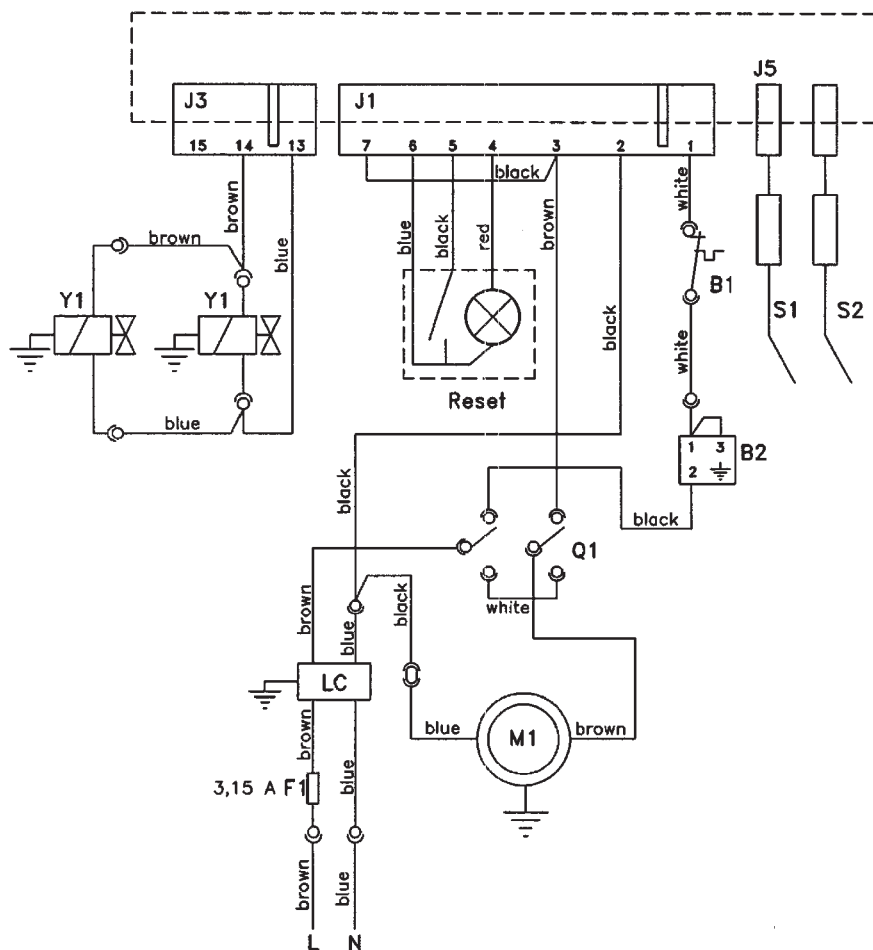 J5
J3
J1
15 14 13
7 6 5 4 3 2 1
black
white
brown
brown
blue
blue
black
red
brown
B1
Y1
Y1
S1
S2
black
white
Reset
blue
1 3
2
B2
black
black
Q1
brown
blue
black
white
LC
blue
M1
brown
brown
blue
3,15 A F1
brown
blue
L N